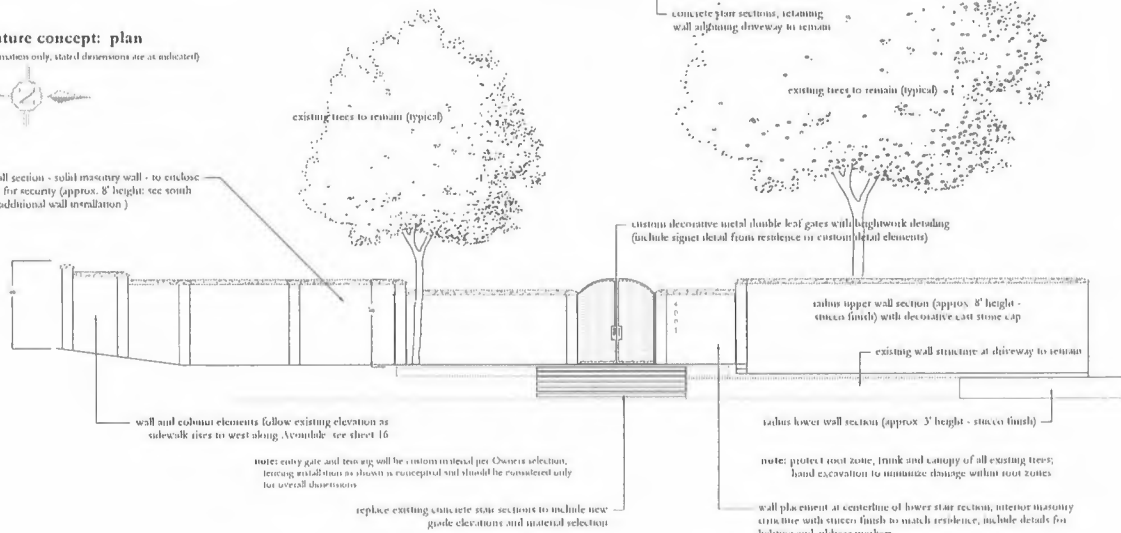 concrete stair sections, retaining
wall adjoining driveway to remain
ature concept: plan
mation only, stated dimensions are as indicated)
existing trees to remain (typical)
existing trees to remain (typical)
all section - solid masonry wall - to enclose
for security (approx. 8' height: see south
additional wall installation )
custom decorative metal double leaf gates with brightwork detailing
(include signet detail from residence or custom detail elements)
radius upper wall section (approx. 8' height -
stucco finish) with decorative cast stone cap
existing wall structure at driveway to remain
wall and column elements follow existing elevation as
sidewalk rises to west along Avondale see sheet 16
radius lower wall section (approx 3' height - stucco finish)
note: entry gate and fencing will be custom material per Owners selection,
fencing installation as shown is conceptual and should be considered only
for overall dimensions
note: protect root zone, trunk and canopy of all existing trees;
hand excavation to minimize damage within root zones
replace existing concrete stair sections to include new
grade elevations and material selection
wall placement at centerline of lower stair section, interior masonry
structure with stucco finish to match residence, include details for
lighting and address markers